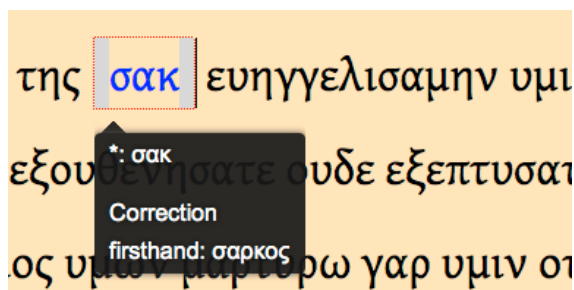 της σακ ευηγγελισαμην υμι
εξουθενησατε ουδε εξεπτυσατ
ος υμων μαρτυρω γαρ υμιν οτ
*: σακ
Correction
firsthand: σαρκος